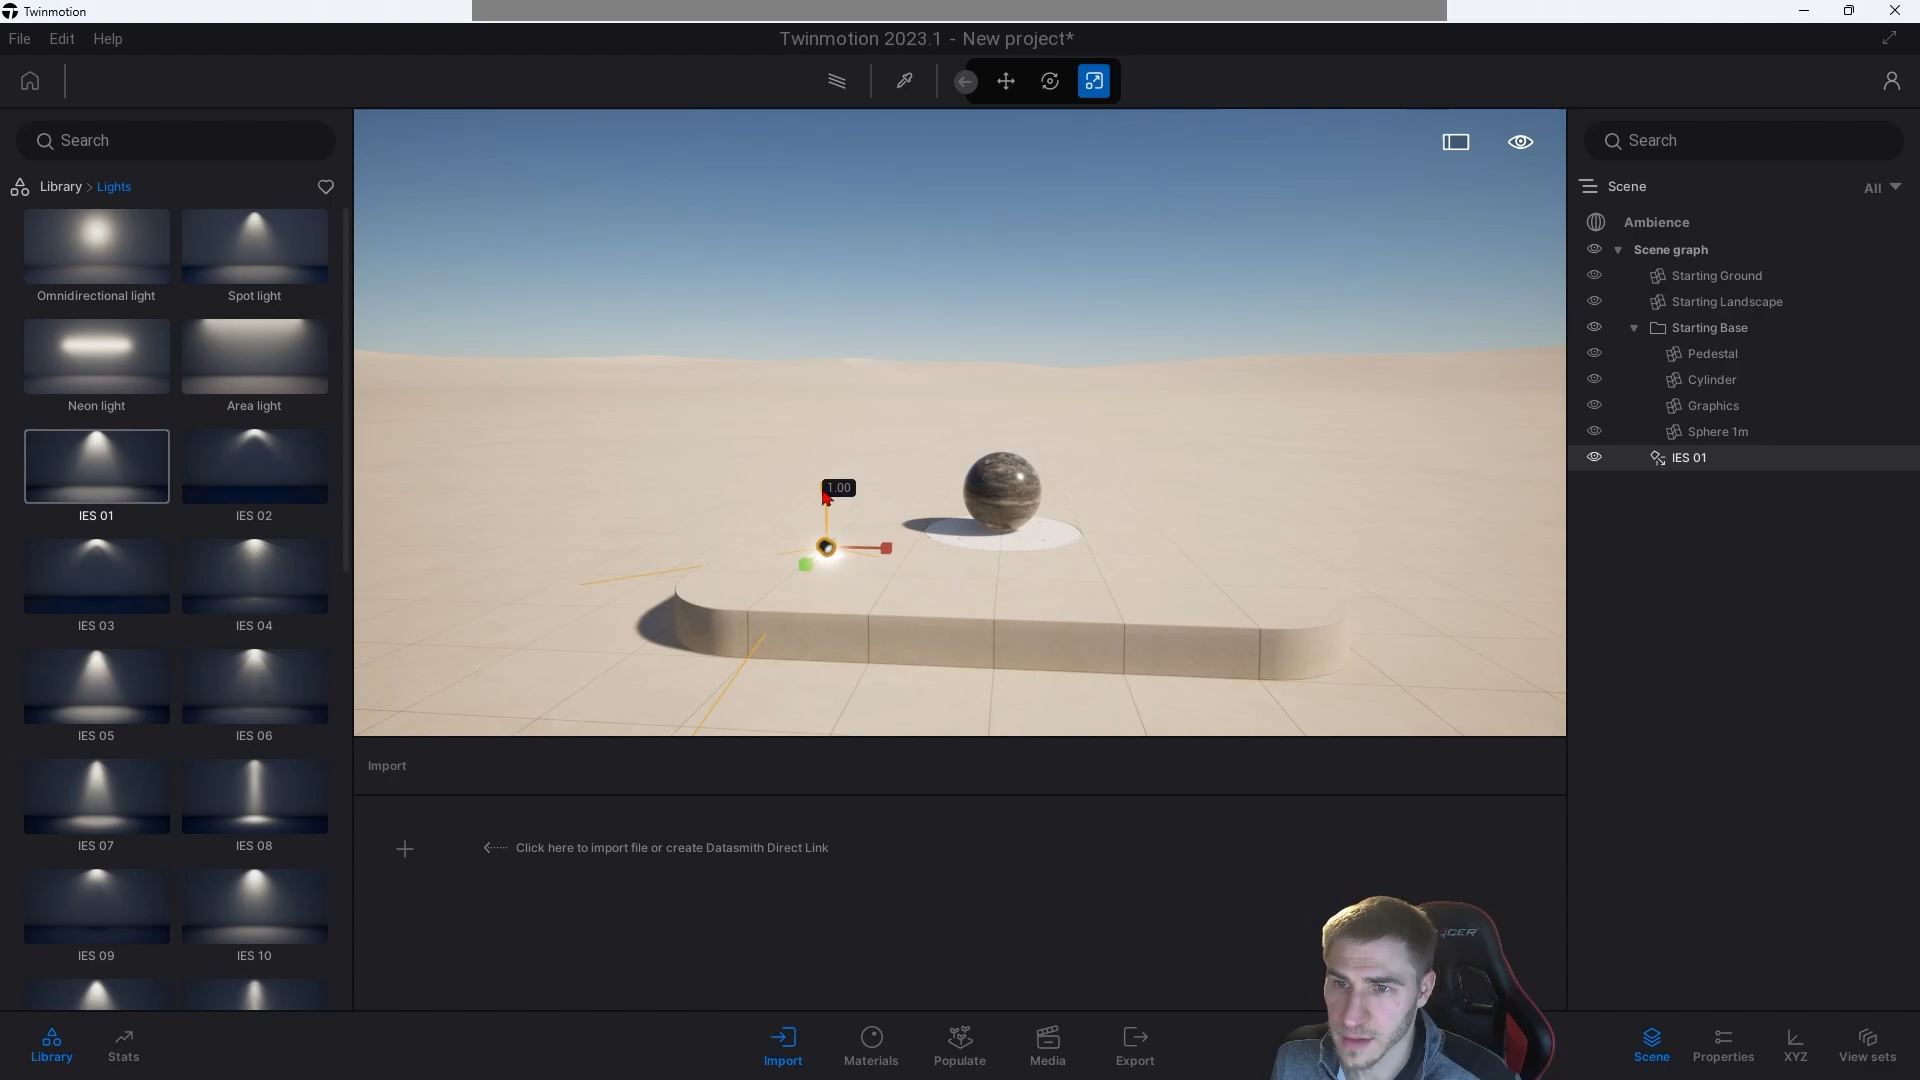 Twinmotion
File Edit Help
Twinmotion 2023.1 - New project*
Search
Library > Lights
Omnidirectional light
Spot light
Neon light
Area light
IES 01
IES 02
IES 03
IES 04
IES 05
IES 06
IES 07
IES 08
IES 09
IES 10
1.00
Import
Click here to import file or create Datasmith Direct Link
Search
Scene
All
Ambience
Scene graph
Starting Ground
Starting Landscape
Starting Base
Pedestal
Cylinder
Graphics
Sphere 1m
IES 01
Library
Stats
Import
Materials
Populate
Media
Export
Scene
Properties
XYZ
View sets